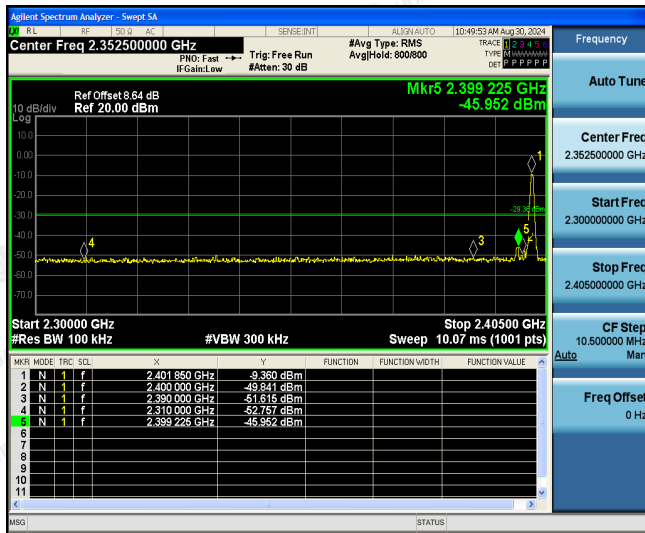 Agilent Spectrum Analyzer - Swept SA
RL RF 50 Ω AC SENSE:INT ALIGN AUTO 10:49:53 AM Aug 30, 2024
Center Freq 2.352500000 GHz #Avg Type: RMS TRACE 1 2 3 4 5 6
PNO: Fast Trig: Free Run Avg|Hold: 800/800 TYPE M
IFGain:Low #Atten: 30 dB DET P P P P P P
Mkr5 2.399 225 GHz
Ref Offset 8.64 dB
10 dB/div Ref 20.00 dBm -45.952 dBm
Log
10.0
0.00
1
-10.0
-20.0
-29.36 dBm
-30.0
-40.0
4 3 5
-50.0
-60.0
-70.0
Start 2.30000 GHz Stop 2.40500 GHz
#Res BW 100 kHz #VBW 300 kHz Sweep 10.07 ms (1001 pts)
MKR MODE TRC SCL X Y FUNCTION FUNCTION WIDTH FUNCTION VALUE
1 N 1 f 2.401 850 GHz -9.360 dBm
2 N 1 f 2.400 000 GHz -49.841 dBm
3 N 1 f 2.390 000 GHz -51.615 dBm
4 N 1 f 2.310 000 GHz -52.757 dBm
5 N 1 f 2.399 225 GHz -45.952 dBm
6
7
8
9
10
11
MSG STATUS
Frequency
Auto Tune
Center Freq
2.352500000 GHz
Start Freq
2.300000000 GHz
Stop Freq
2.405000000 GHz
CF Step
10.500000 MHz
Auto Man
Freq Offset
0 Hz